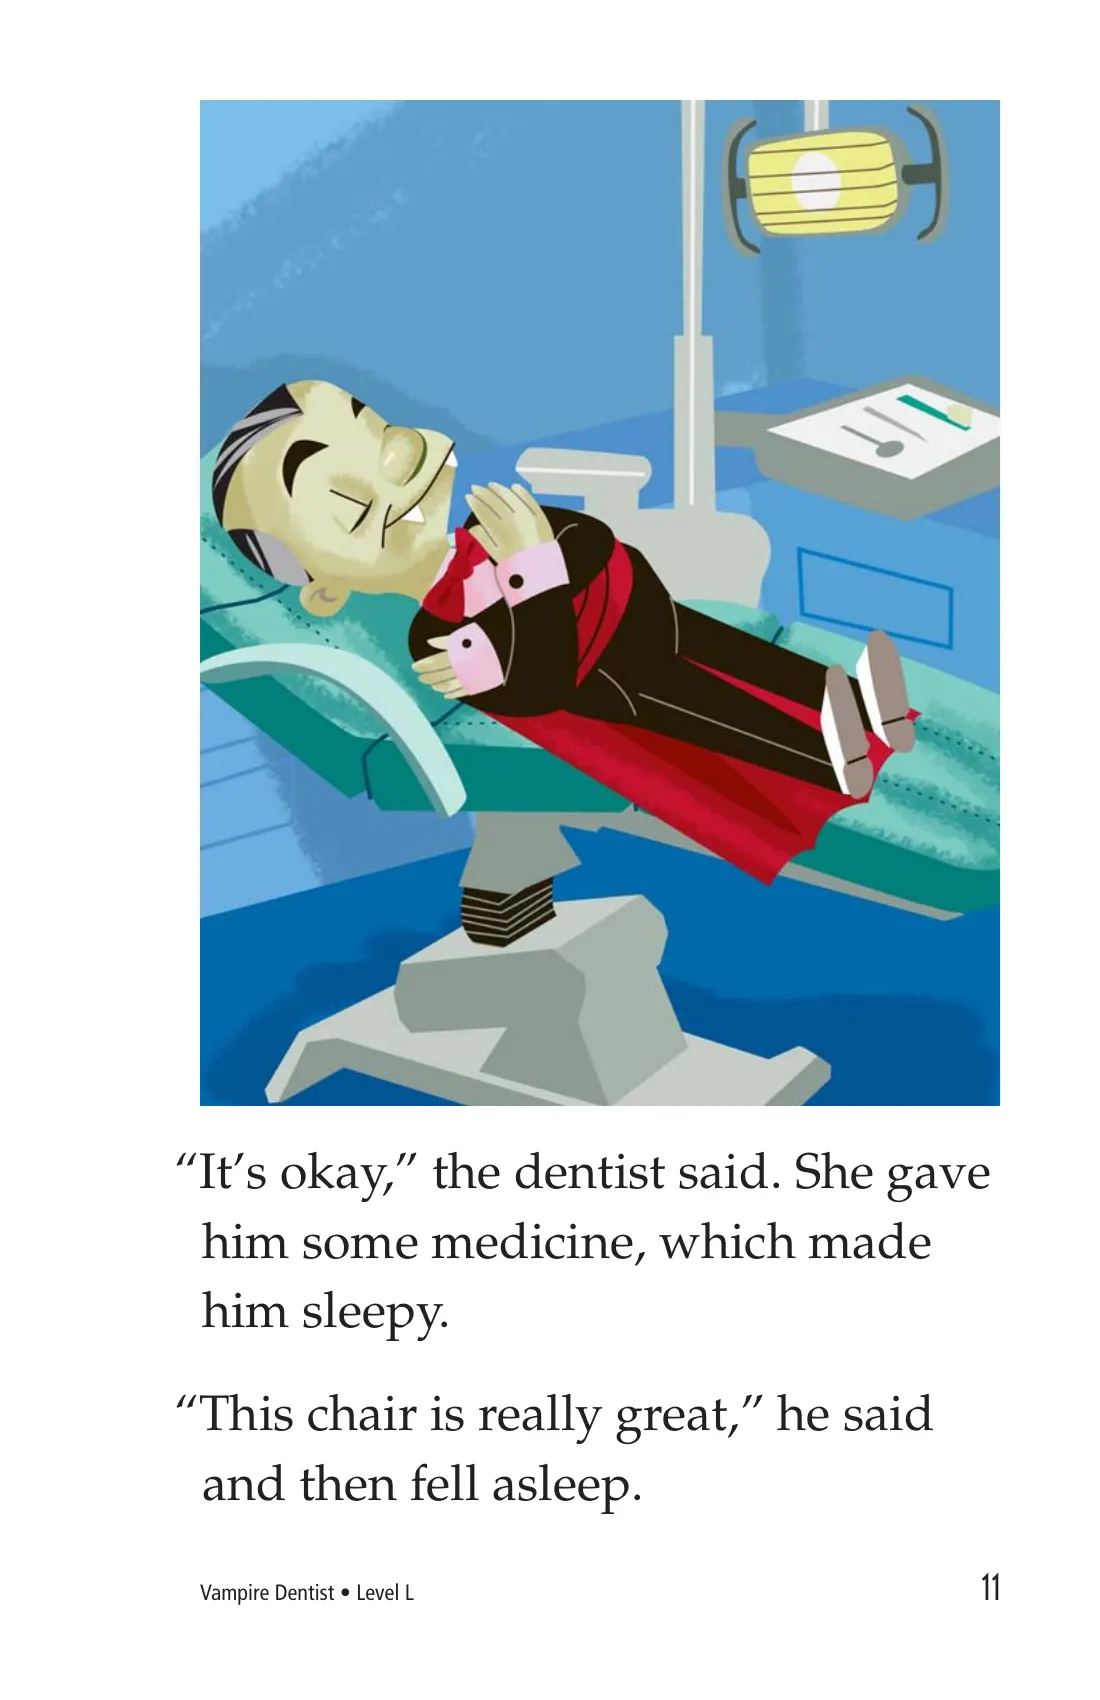 “It’s okay,” the dentist said. She gave
him some medicine, which made
him sleepy.
“This chair is really great,” he said
and then fell asleep.
Vampire Dentist • Level L 11